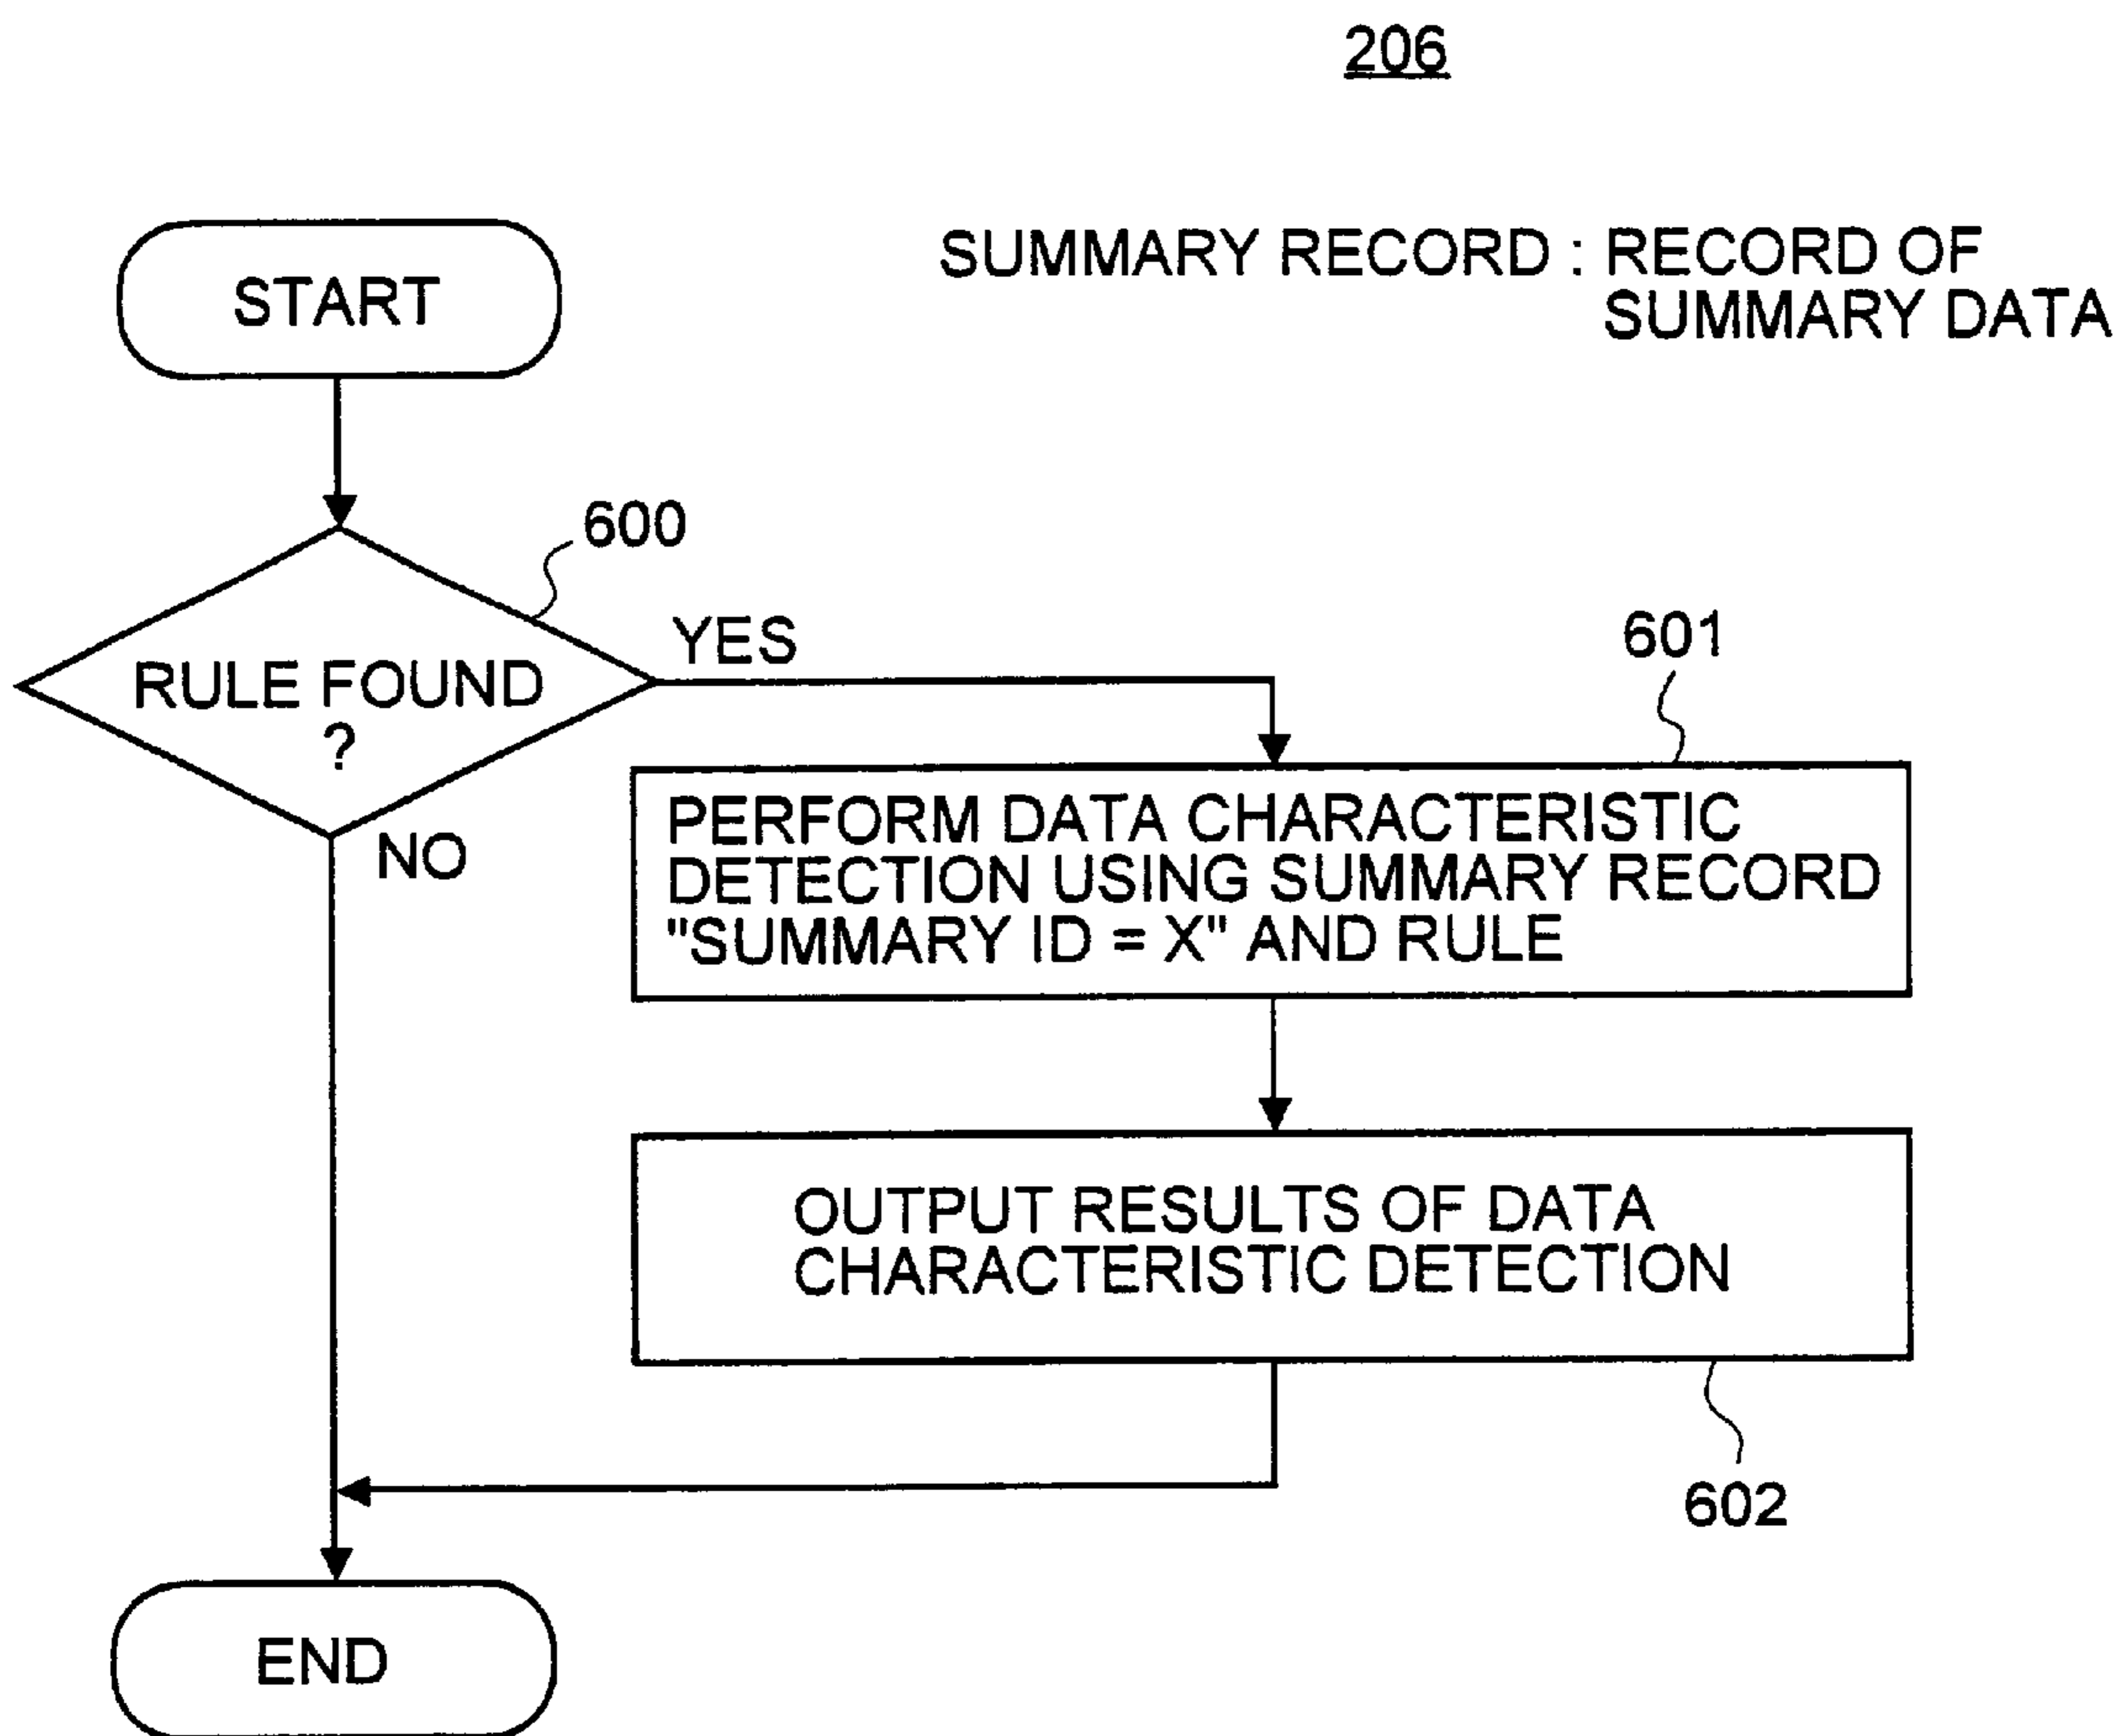 206
SUMMARY RECORD : RECORD OF
SUMMARY DATA
START
600
RULE FOUND
?
YES
NO
601
PERFORM DATA CHARACTERISTIC
DETECTION USING SUMMARY RECORD
"SUMMARY ID = X" AND RULE
OUTPUT RESULTS OF DATA
CHARACTERISTIC DETECTION
602
END